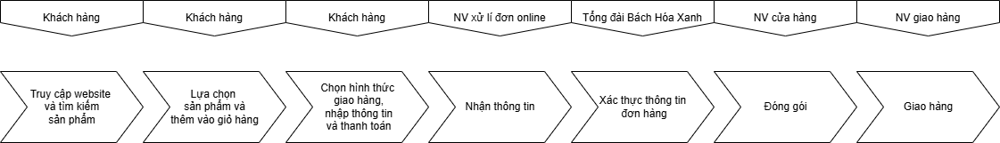 Khách hàng
Khách hàng
Khách hàng
NV xử lí đơn online
Tổng đài Bách Hóa Xanh
NV cửa hàng
NV giao hàng
Truy cập website
và tìm kiếm
sản phẩm
Lựa chọn
sản phẩm và
thêm vào giỏ hàng
Chọn hình thức
giao hàng,
nhập thông tin
và thanh toán
Nhận thông tin
Xác thực thông tin
đơn hàng
Đóng gói
Giao hàng